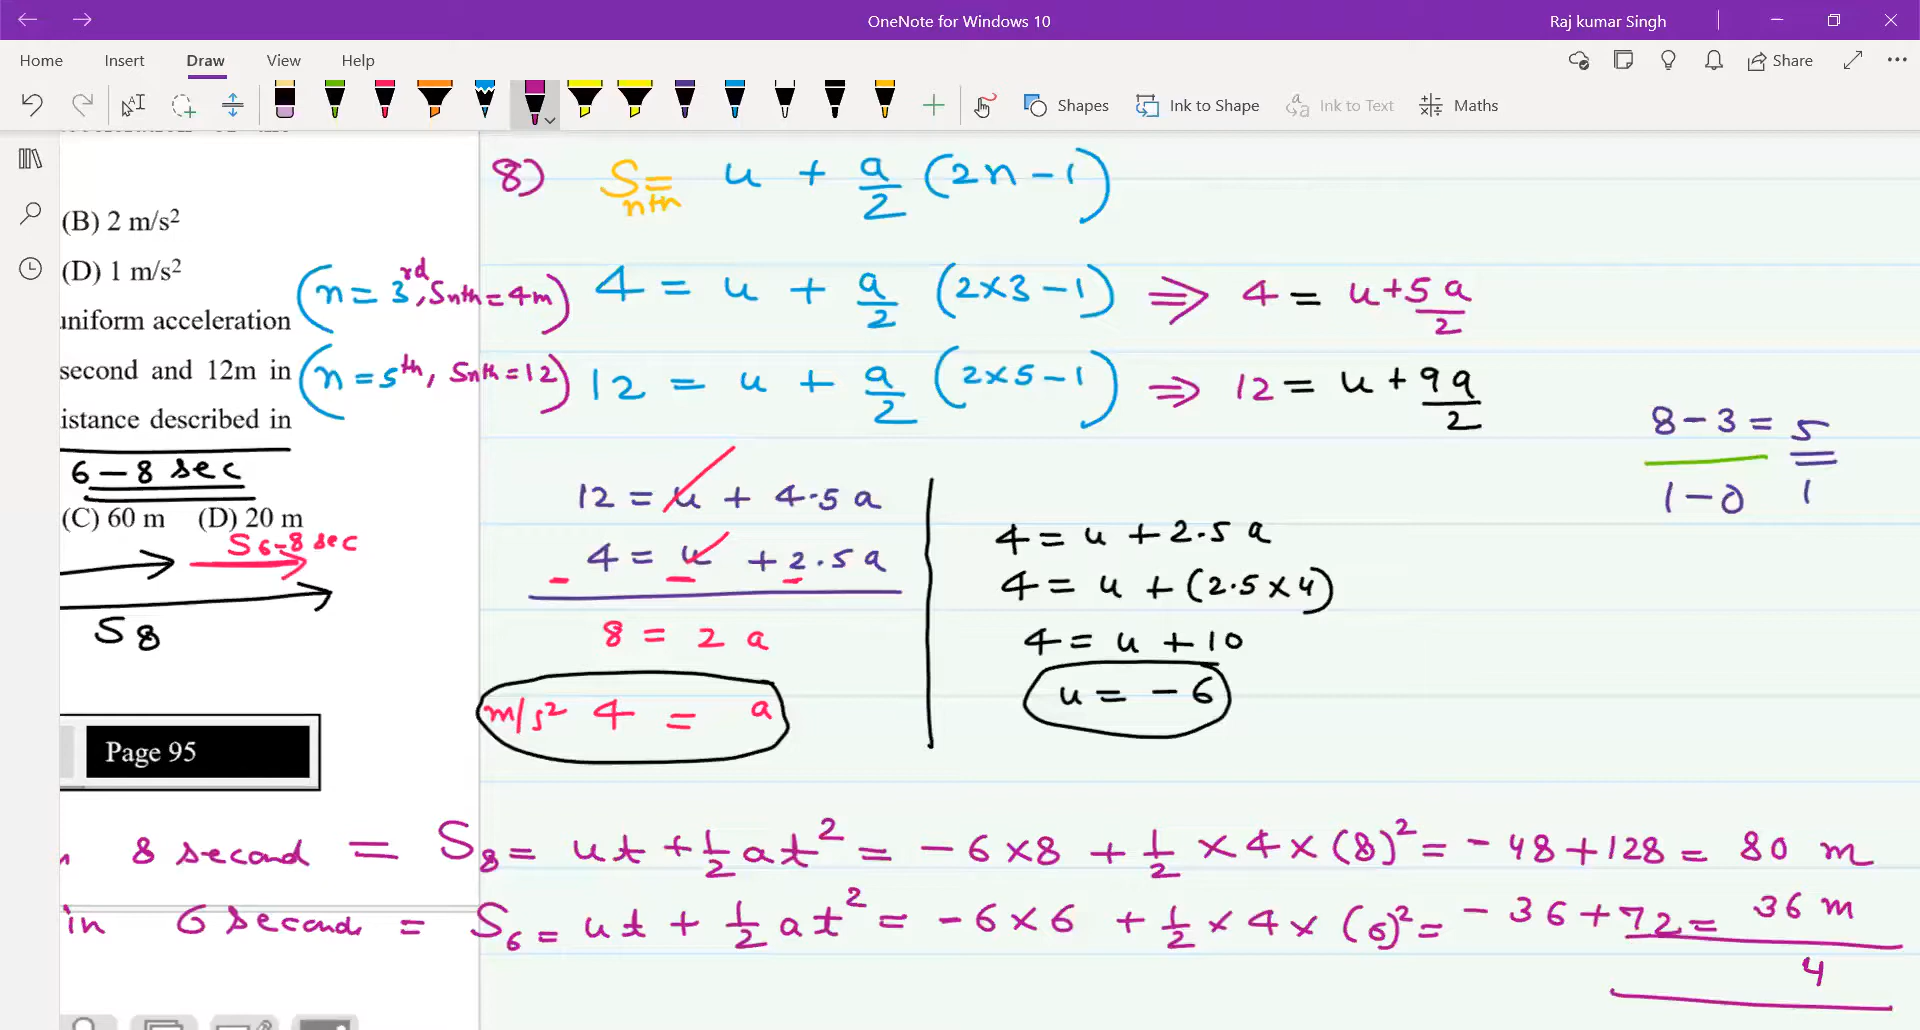 OneNote for Windows 10
Raj kumar Singh
Home Insert Draw View Help
Share
Shapes Ink to Shape Ink to Text Maths
(B) 2 m/s²
(D) 1 m/s²
uniform acceleration
second and 12m in
istance described in
6 – 8 sec
(C) 60 m (D) 20 m
S 6–8 sec
S8
Page 95
8) S nth = u + a/2 (2n – 1)
(n = 3rd, Snth = 4m) 4 = u + a/2 (2×3 – 1) ⇒ 4 = u + 5a/2
(n = 5th, Snth = 12) 12 = u + a/2 (2×5 – 1) ⇒ 12 = u + 9a/2
8 – 3 = 5
1 – 0 1
12 = u + 4.5 a
4 = u + 2.5 a
8 = 2 a
m/s² 4 = a
4 = u + 2.5 a
4 = u + (2.5 × 4)
4 = u + 10
u = – 6
8 second = S8 = ut + 1/2 at² = – 6×8 + 1/2 × 4 × (8)² = – 48 + 128 = 80 m
in 6 second = S6 = ut + 1/2 at² = – 6×6 + 1/2 × 4 × (6)² = – 36 + 72 = 36 m
4